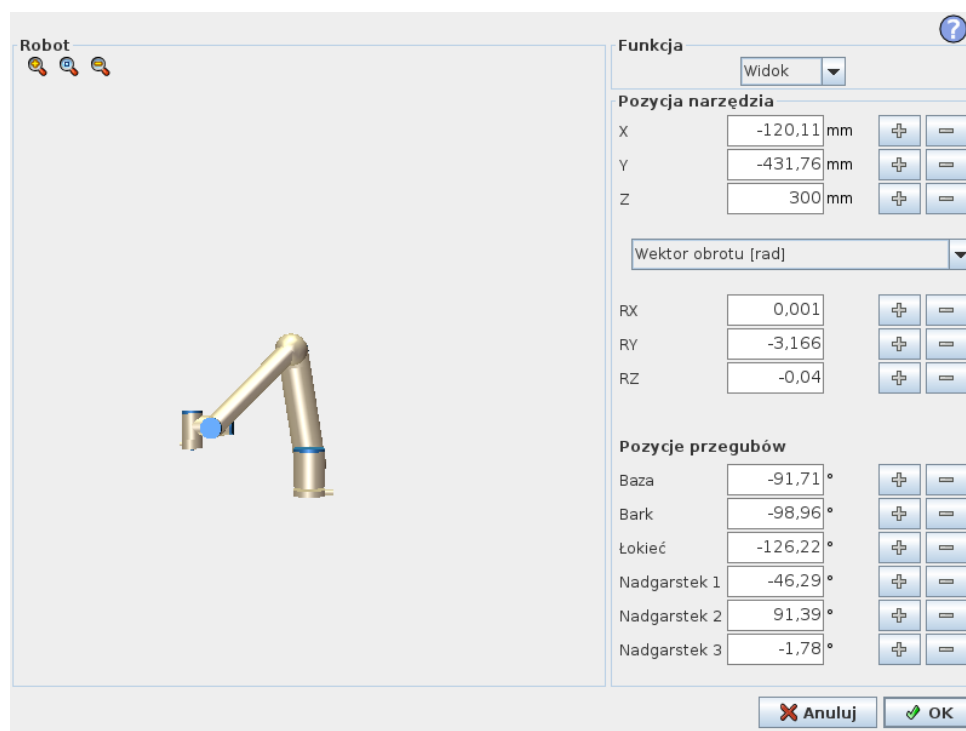 ?
Robot
Funkcja
Widok
Pozycja narzędzia
X -120,11 mm
Y -431,76 mm
Z 300 mm
Wektor obrotu [rad]
RX 0,001
RY -3,166
RZ -0,04
Pozycje przegubów
Baza -91,71 °
Bark -98,96 °
Łokieć -126,22 °
Nadgarstek 1 -46,29 °
Nadgarstek 2 91,39 °
Nadgarstek 3 -1,78 °
Anuluj OK